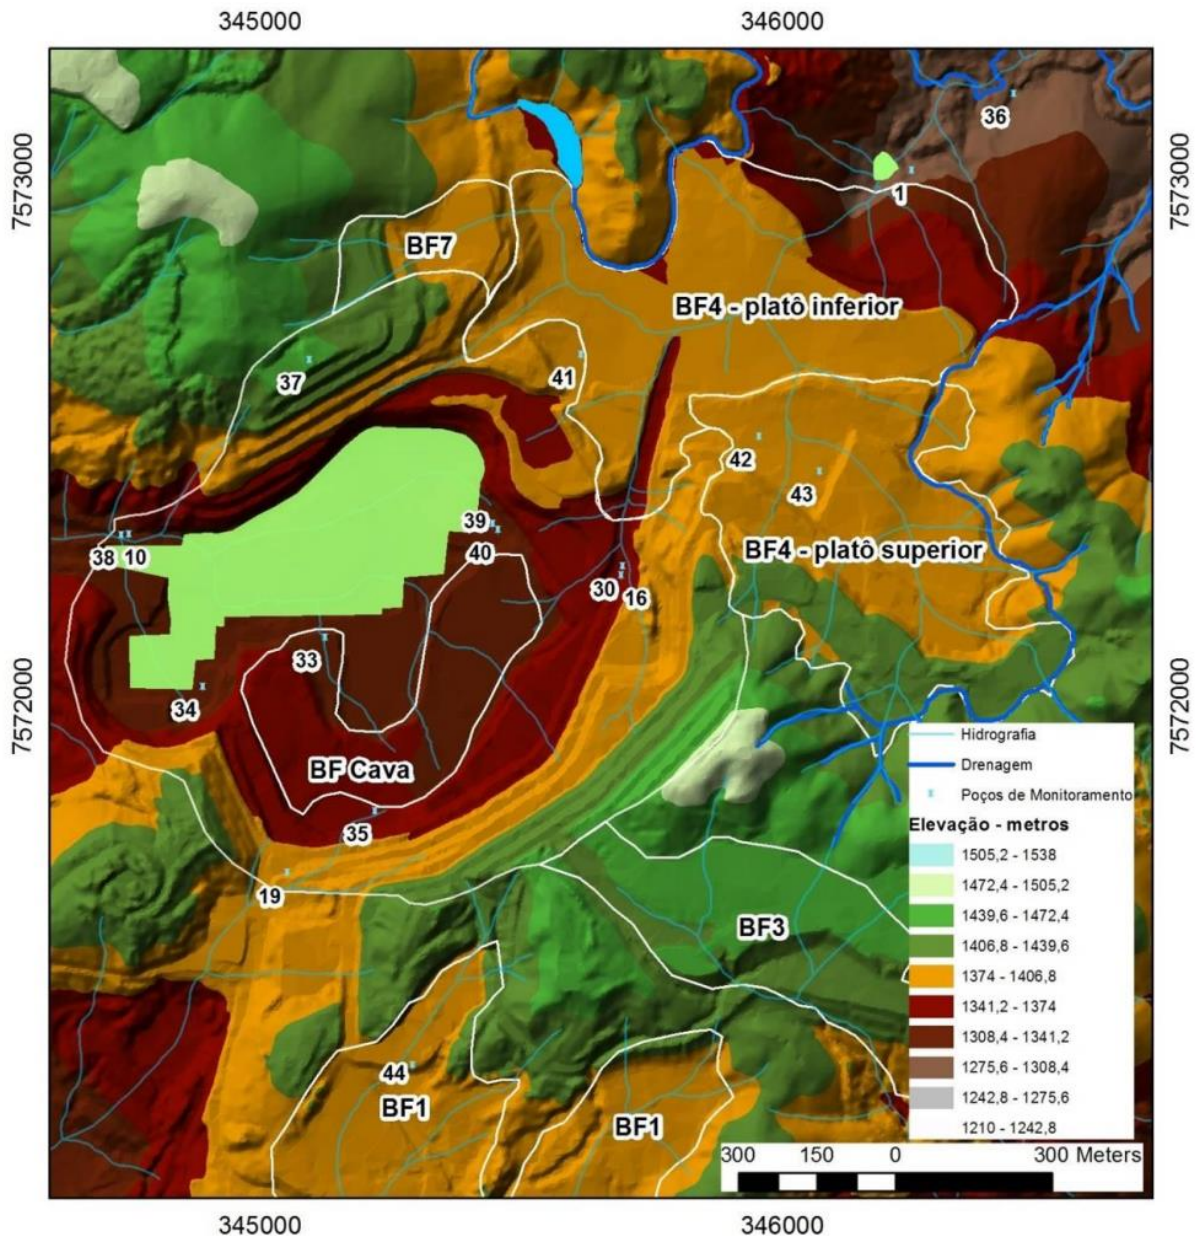 345000
346000
7573000
7573000
36
1
BF7
BF4 - platô inferior
37
41
42
43
39
38
10
40
BF4 - platô superior
30
16
33
34
7572000
7572000
BF Cava
35
19
BF3
44
BF1
BF1
Hidrografia
Drenagem
Poços de Monitoramento
Elevação - metros
1505,2 - 1538
1472,4 - 1505,2
1439,6 - 1472,4
1406,8 - 1439,6
1374 - 1406,8
1341,2 - 1374
1308,4 - 1341,2
1275,6 - 1308,4
1242,8 - 1275,6
1210 - 1242,8
300 150 0 300 Meters
345000
346000